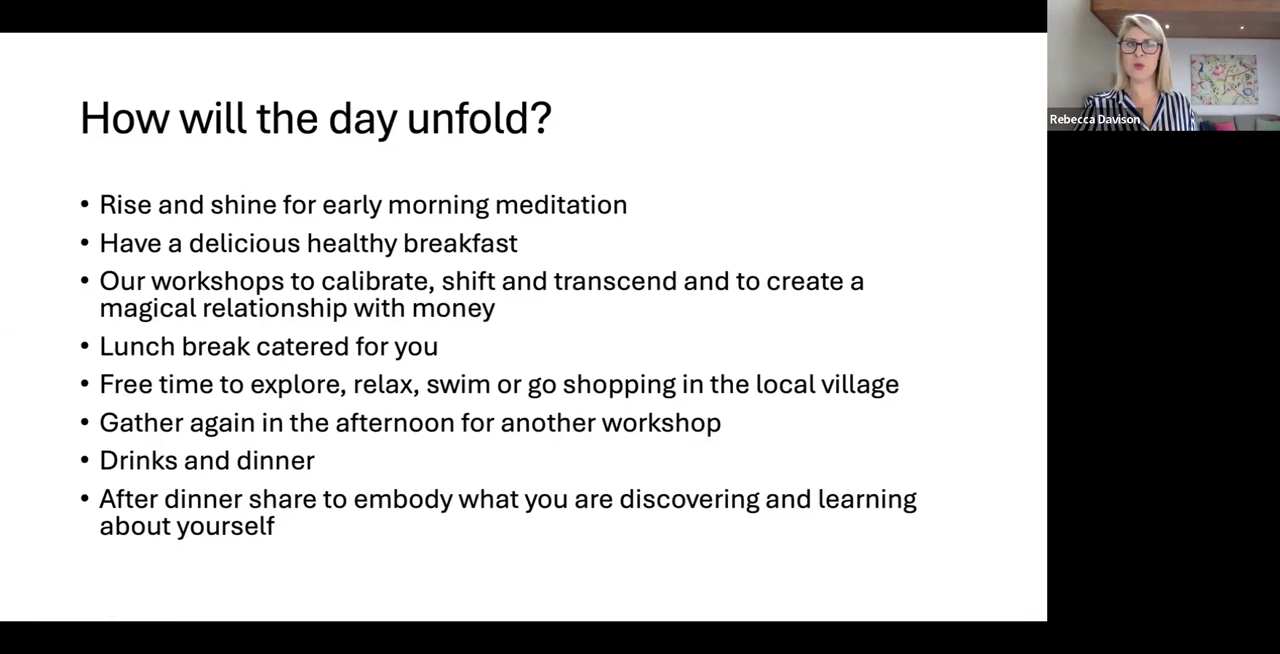 How will the day unfold?
• Rise and shine for early morning meditation
• Have a delicious healthy breakfast
• Our workshops to calibrate, shift and transcend and to create a
magical relationship with money
• Lunch break catered for you
• Free time to explore, relax, swim or go shopping in the local village
• Gather again in the afternoon for another workshop
• Drinks and dinner
• After dinner share to embody what you are discovering and learning
about yourself
Rebecca Davison